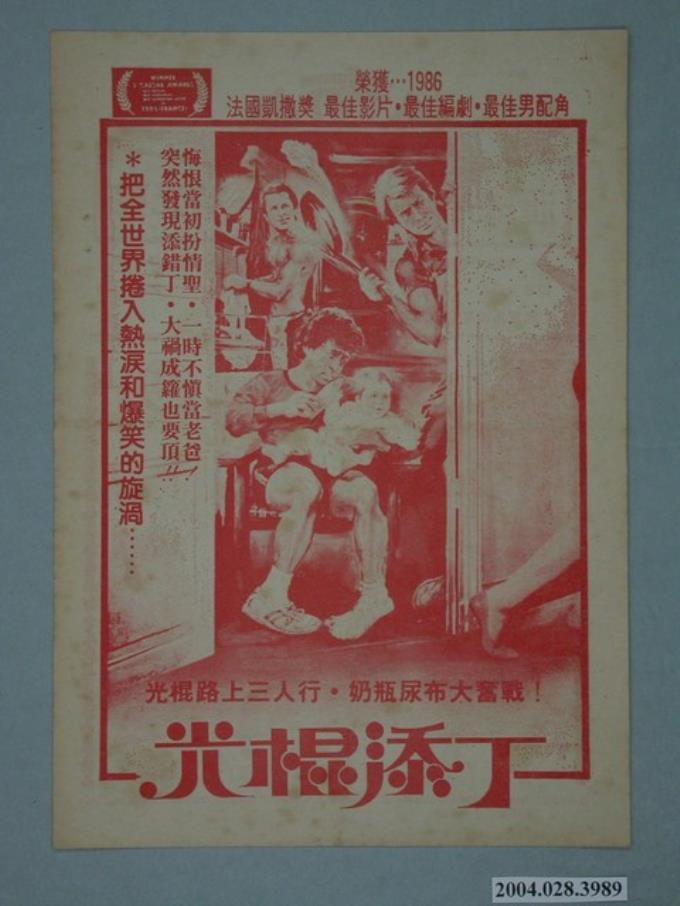 WINNER
3 CESAR AWARDS
榮獲…1986
法國凱撒獎 最佳影片•最佳編劇•最佳男配角
悔恨當初扮情聖•一時不慎當老爸!
突然發現添錯丁•大禍成籮也要頂!!
*把全世界捲入熱淚和爆笑的旋渦……
光棍路上三人行•奶瓶尿布大奮戰!
光棍添丁
2004.028.3989